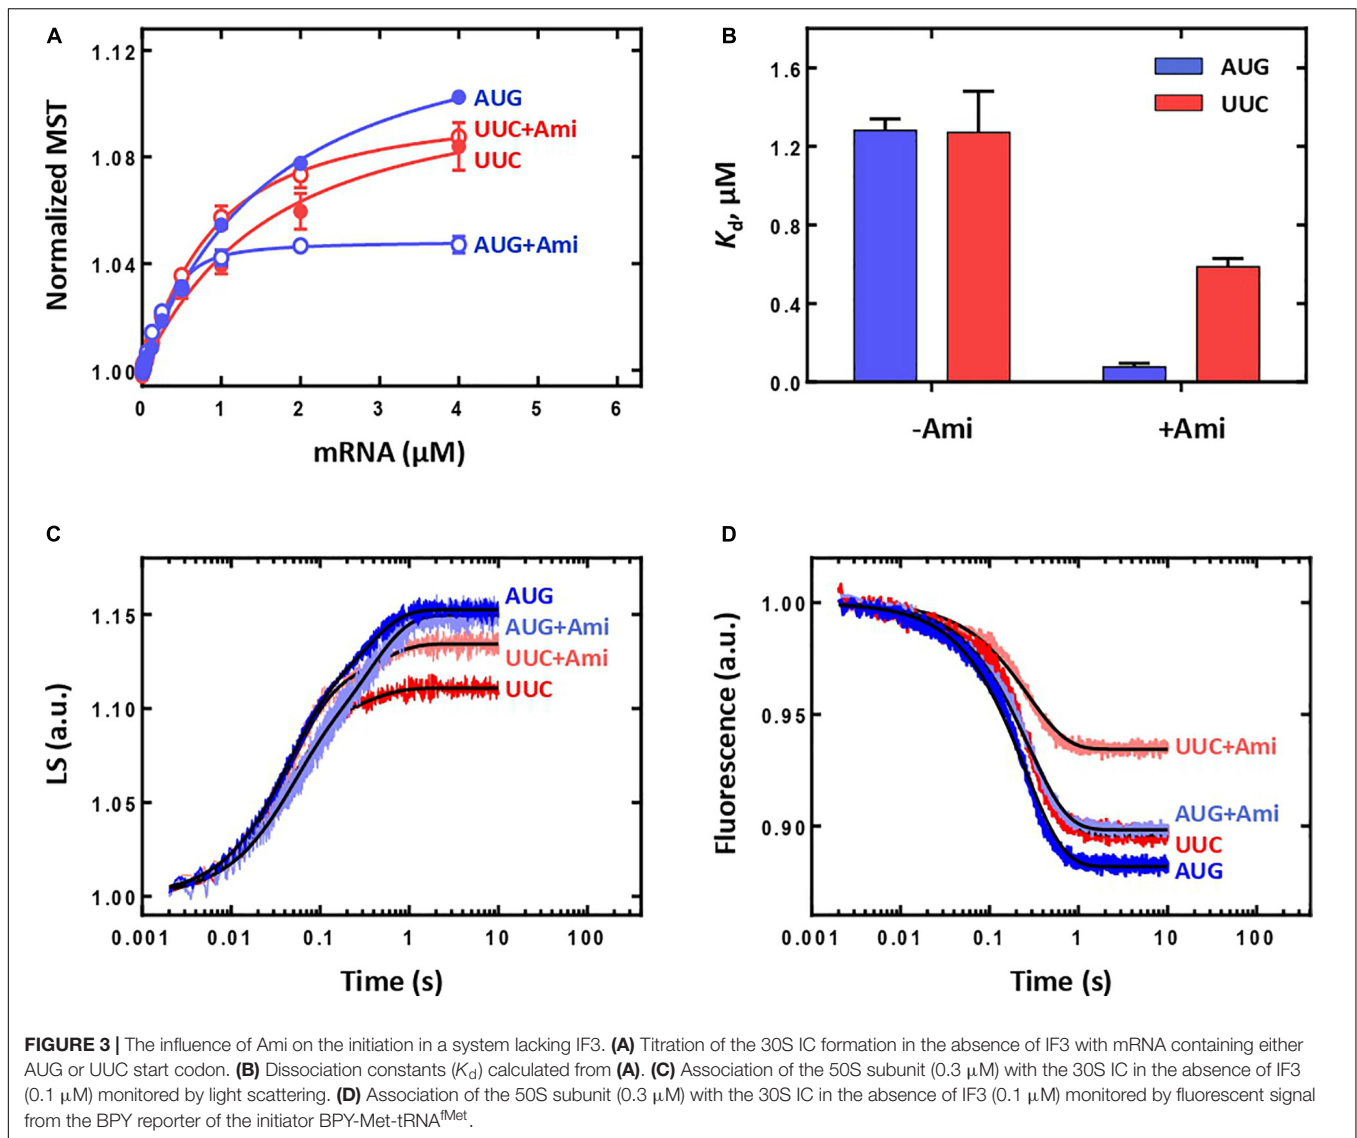 A
Normalized MST
1.12
1.08
1.04
1.00
AUG
UUC+Ami
UUC
AUG+Ami
0 1 2 3 4 5 6
mRNA (µM)
B
Kd, µM
1.6
1.2
0.8
0.4
0.0
AUG
UUC
-Ami +Ami
C
LS (a.u.)
1.15
1.10
1.05
1.00
AUG
AUG+Ami
UUC+Ami
UUC
0.001 0.01 0.1 1 10 100
Time (s)
D
Fluorescence (a.u.)
1.00
0.95
0.90
UUC+Ami
AUG+Ami
UUC
AUG
0.001 0.01 0.1 1 10 100
Time (s)
FIGURE 3 | The influence of Ami on the initiation in a system lacking IF3. (A) Titration of the 30S IC formation in the absence of IF3 with mRNA containing either
AUG or UUC start codon. (B) Dissociation constants (Kd) calculated from (A). (C) Association of the 50S subunit (0.3 µM) with the 30S IC in the absence of IF3
(0.1 µM) monitored by light scattering. (D) Association of the 50S subunit (0.3 µM) with the 30S IC in the absence of IF3 (0.1 µM) monitored by fluorescent signal
from the BPY reporter of the initiator BPY-Met-tRNAfMet.